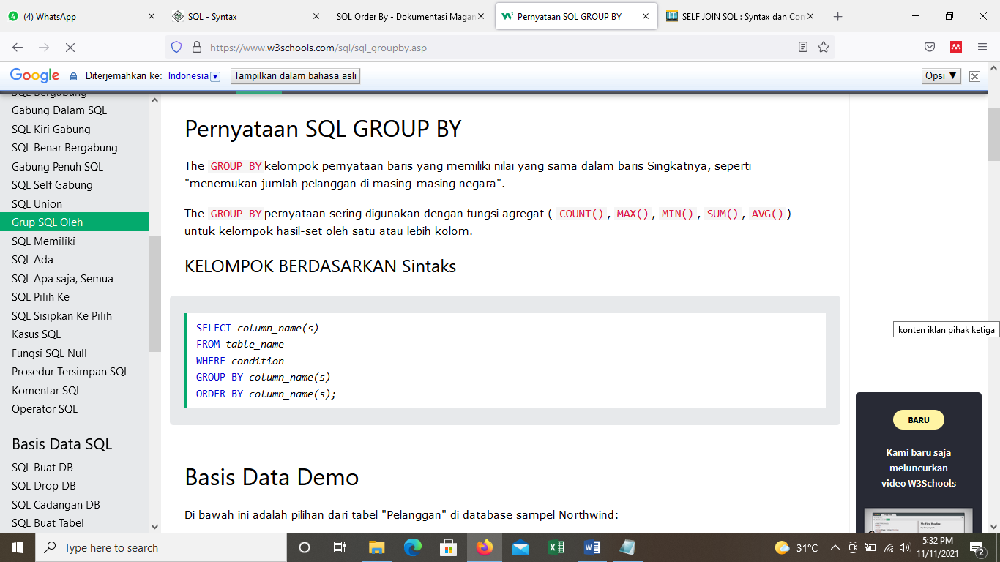 (4) WhatsApp
SQL - Syntax
SQL Order By - Dokumentasi Magan
Pernyataan SQL GROUP BY
SELF JOIN SQL : Syntax dan Con
https://www.w3schools.com/sql/sql_groupby.asp
Google Diterjemahkan ke: Indonesia ▼ Tampilkan dalam bahasa asli Opsi ▼
SQL Bergabung
Gabung Dalam SQL
SQL Kiri Gabung
SQL Benar Bergabung
Gabung Penuh SQL
SQL Self Gabung
SQL Union
Grup SQL Oleh
SQL Memiliki
SQL Ada
SQL Apa saja, Semua
SQL Pilih Ke
SQL Sisipkan Ke Pilih
Kasus SQL
Fungsi SQL Null
Prosedur Tersimpan SQL
Komentar SQL
Operator SQL
Basis Data SQL
SQL Buat DB
SQL Drop DB
SQL Cadangan DB
SQL Buat Tabel
Pernyataan SQL GROUP BY
The GROUP BY kelompok pernyataan baris yang memiliki nilai yang sama dalam baris Singkatnya, seperti
"menemukan jumlah pelanggan di masing-masing negara".
The GROUP BY pernyataan sering digunakan dengan fungsi agregat ( COUNT(), MAX(), MIN(), SUM(), AVG())
untuk kelompok hasil-set oleh satu atau lebih kolom.
KELOMPOK BERDASARKAN Sintaks
SELECT column_name(s)
FROM table_name
WHERE condition
GROUP BY column_name(s)
ORDER BY column_name(s);
Basis Data Demo
Di bawah ini adalah pilihan dari tabel "Pelanggan" di database sampel Northwind:
konten iklan pihak ketiga
BARU
Kami baru saja
meluncurkan
video W3Schools
Type here to search
31°C
5:32 PM
11/11/2021
2